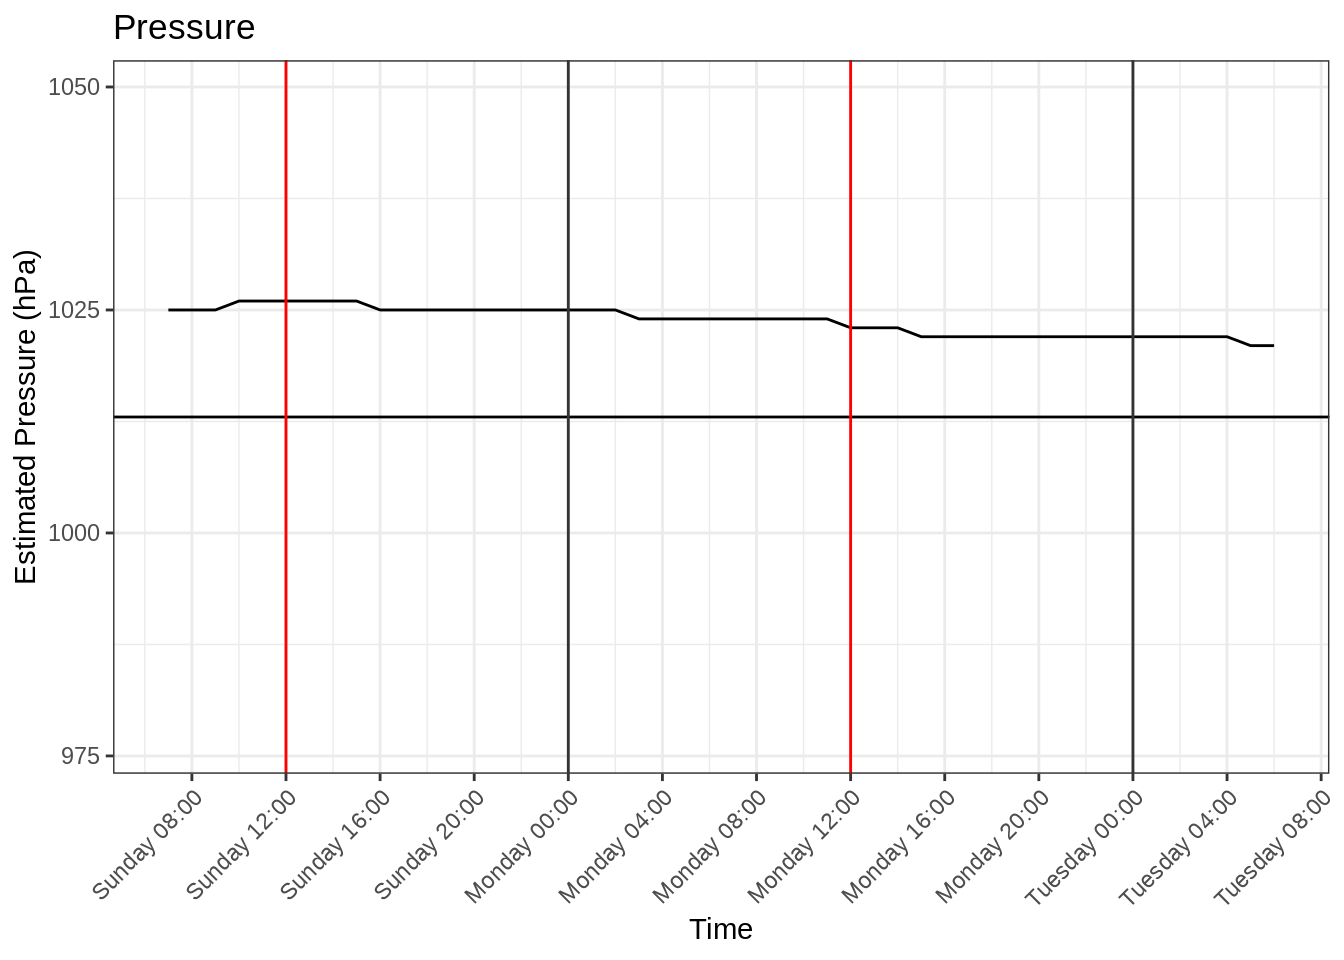 Pressure
Estimated Pressure (hPa)
1050
1025
1000
975
Sunday 08:00
Sunday 12:00
Sunday 16:00
Sunday 20:00
Monday 00:00
Monday 04:00
Monday 08:00
Monday 12:00
Monday 16:00
Monday 20:00
Tuesday 00:00
Tuesday 04:00
Tuesday 08:00
Time